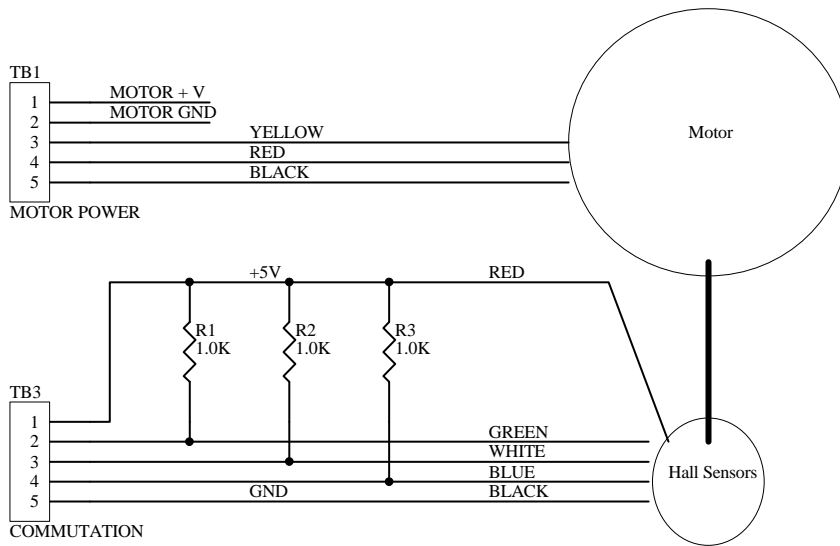 TB1
1
MOTOR + V
2
MOTOR GND
3
YELLOW
4
RED
5
BLACK
MOTOR POWER
Motor
+5V
RED
R1
1.0K
R2
1.0K
R3
1.0K
TB3
1
2
GREEN
3
WHITE
4
BLUE
5
GND
BLACK
COMMUTATION
Hall Sensors